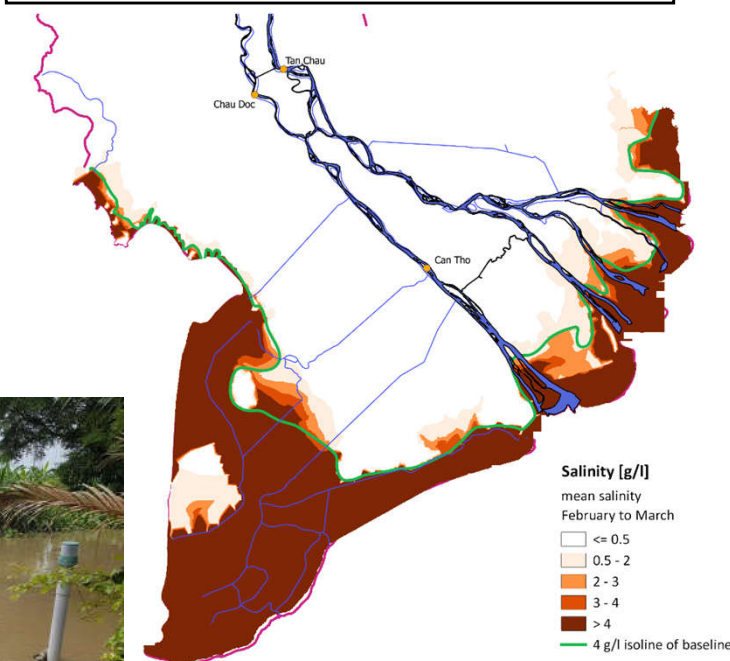 Tan Chau
Chau Doc
Can Tho
Salinity [g/l]
mean salinity
February to March
<= 0.5
0.5 - 2
2 - 3
3 - 4
> 4
4 g/l isoline of baseline